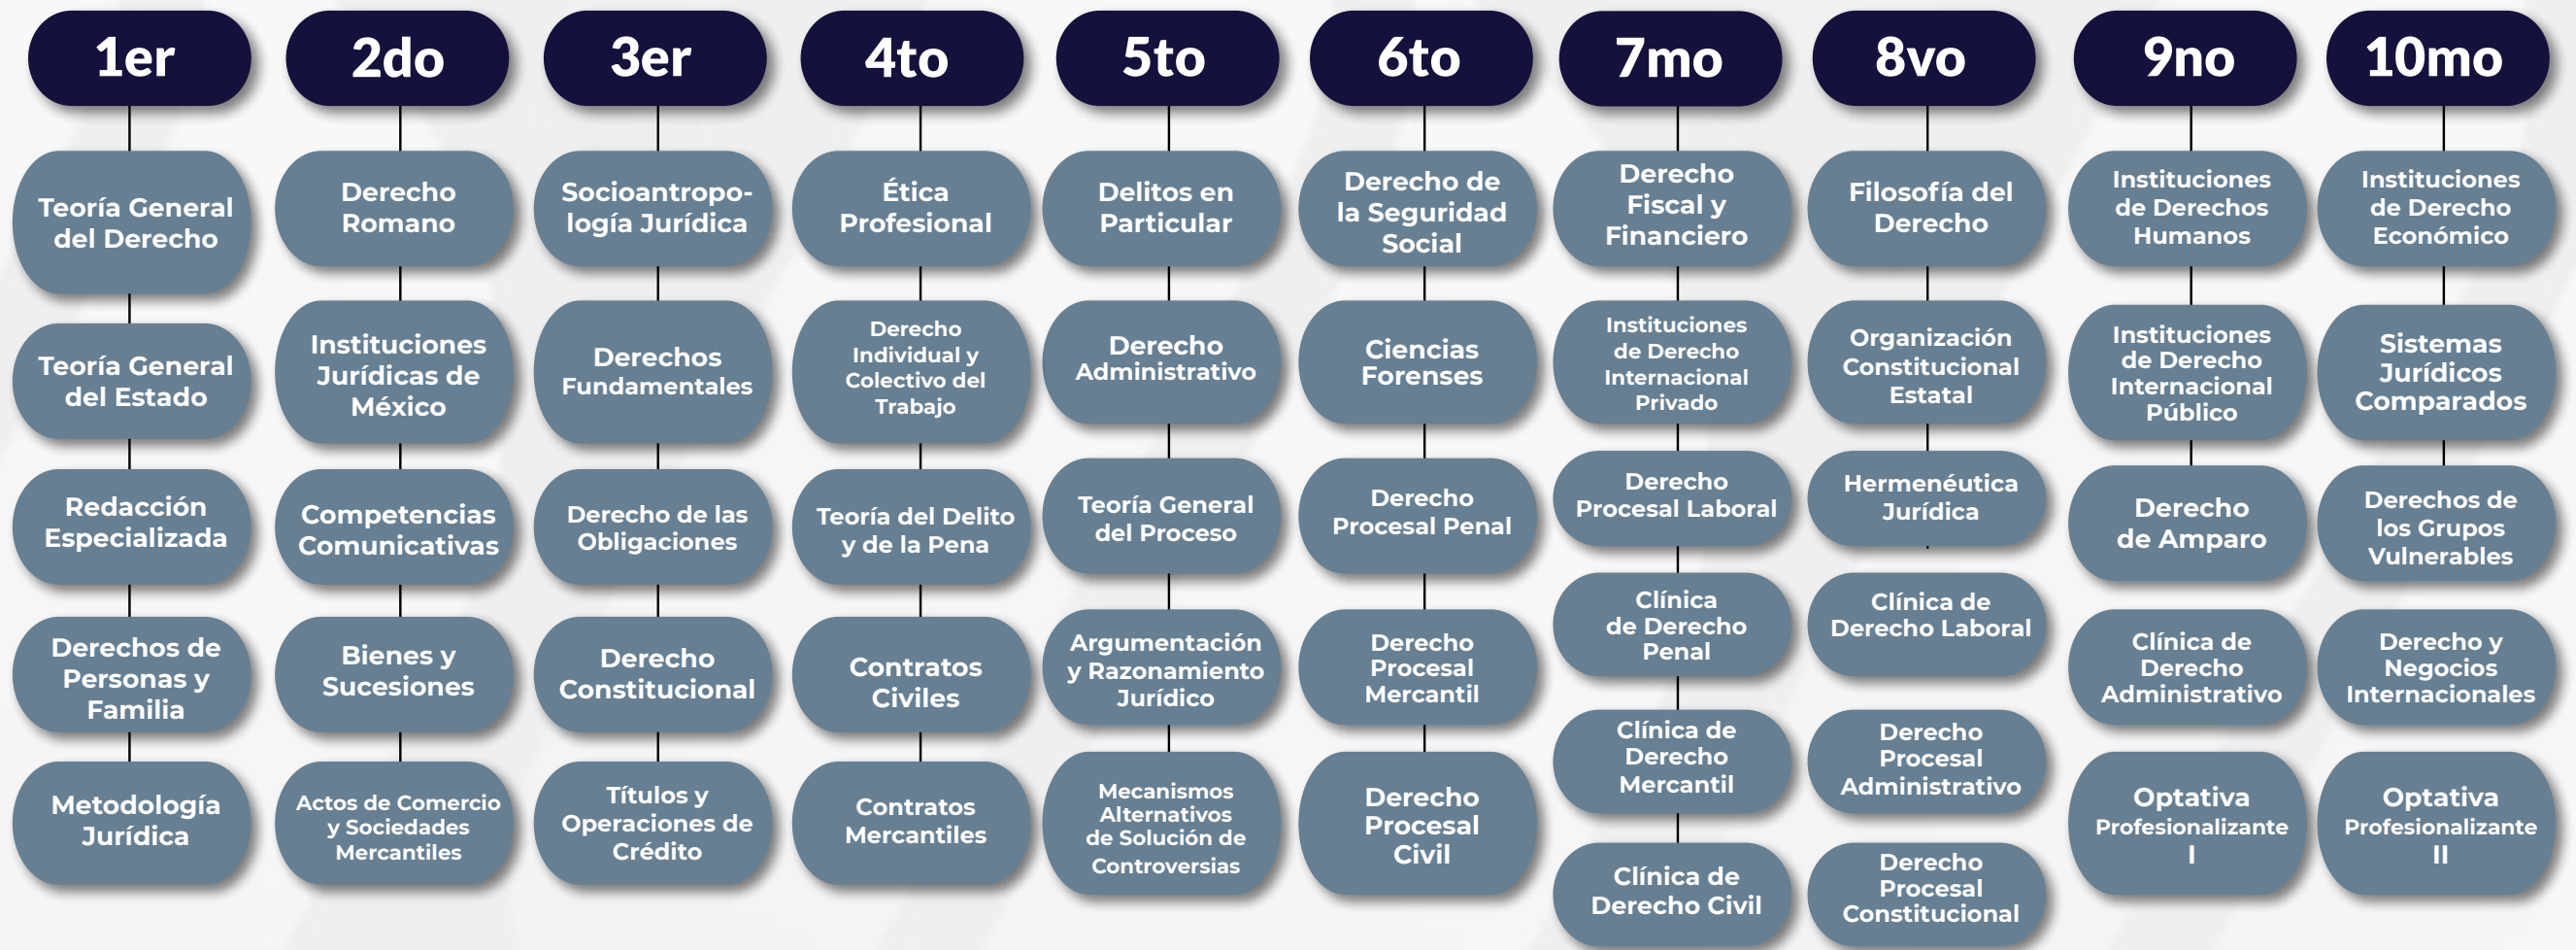 1er
Teoría General
del Derecho
Teoría General
del Estado
Redacción
Especializada
Derechos de
Personas y
Familia
Metodología
Jurídica
2do
Derecho
Romano
Instituciones
Jurídicas de
México
Competencias
Comunicativas
Bienes y
Sucesiones
Actos de Comercio
y Sociedades
Mercantiles
3er
Socioantropo-
logía Jurídica
Derechos
Fundamentales
Derecho de las
Obligaciones
Derecho
Constitucional
Títulos y
Operaciones de
Crédito
4to
Ética
Profesional
Derecho
Individual y
Colectivo del
Trabajo
Teoría del Delito
y de la Pena
Contratos
Civiles
Contratos
Mercantiles
5to
Delitos en
Particular
Derecho
Administrativo
Teoría General
del Proceso
Argumentación
y Razonamiento
Jurídico
Mecanismos
Alternativos
de Solución de
Controversias
6to
Derecho de
la Seguridad
Social
Ciencias
Forenses
Derecho
Procesal Penal
Derecho
Procesal
Mercantil
Derecho
Procesal
Civil
7mo
Derecho
Fiscal y
Financiero
Instituciones
de Derecho
Internacional
Privado
Derecho
Procesal Laboral
Clínica
de Derecho
Penal
Clínica de
Derecho
Mercantil
Clínica de
Derecho Civil
8vo
Filosofía del
Derecho
Organización
Constitucional
Estatal
Hermenéutica
Jurídica
Clínica de
Derecho Laboral
Derecho
Procesal
Administrativo
Derecho
Procesal
Constitucional
9no
Instituciones
de Derechos
Humanos
Instituciones
de Derecho
Internacional
Público
Derecho
de Amparo
Clínica de
Derecho
Administrativo
Optativa
Profesionalizante
I
10mo
Instituciones
de Derecho
Económico
Sistemas
Jurídicos
Comparados
Derechos de
los Grupos
Vulnerables
Derecho y
Negocios
Internacionales
Optativa
Profesionalizante
II